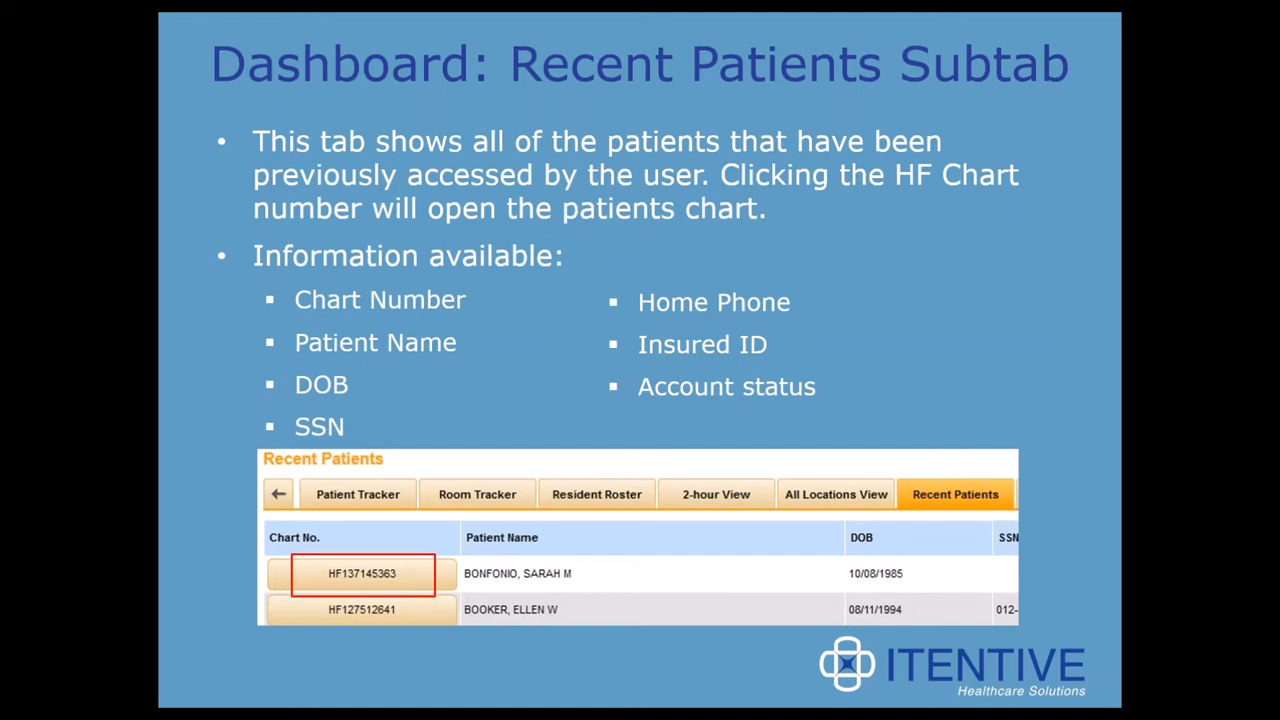 Dashboard: Recent Patients Subtab
• This tab shows all of the patients that have been
previously accessed by the user. Clicking the HF Chart
number will open the patients chart.
• Information available:
▪ Chart Number
▪ Patient Name
▪ DOB
▪ SSN
▪ Home Phone
▪ Insured ID
▪ Account status
Recent Patients
Patient Tracker Room Tracker Resident Roster 2-hour View All Locations View Recent Patients
Chart No. Patient Name DOB SSN
HF137145363 BONFONIO, SARAH M 10/08/1985
HF127512641 BOOKER, ELLEN W 08/11/1994 012-
ITENTIVE
Healthcare Solutions